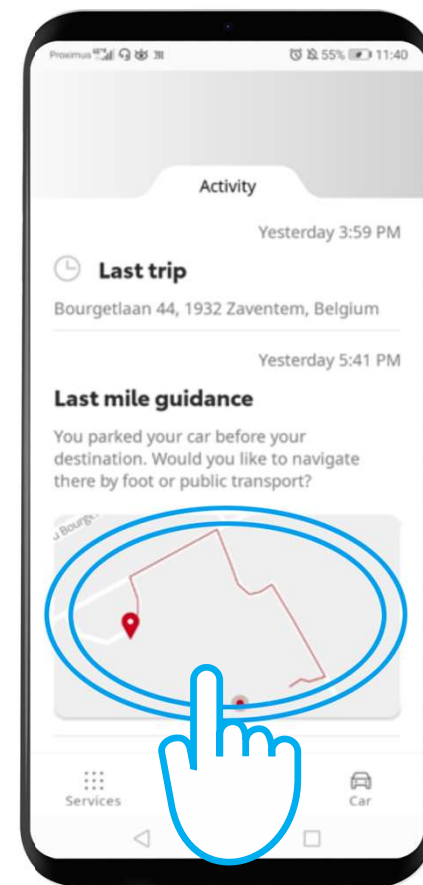 Proximus 55% 11:40
Activity
Yesterday 3:59 PM
Last trip
Bourgetlaan 44, 1932 Zaventem, Belgium
Yesterday 5:41 PM
Last mile guidance
You parked your car before your
destination. Would you like to navigate
there by foot or public transport?
Services Car